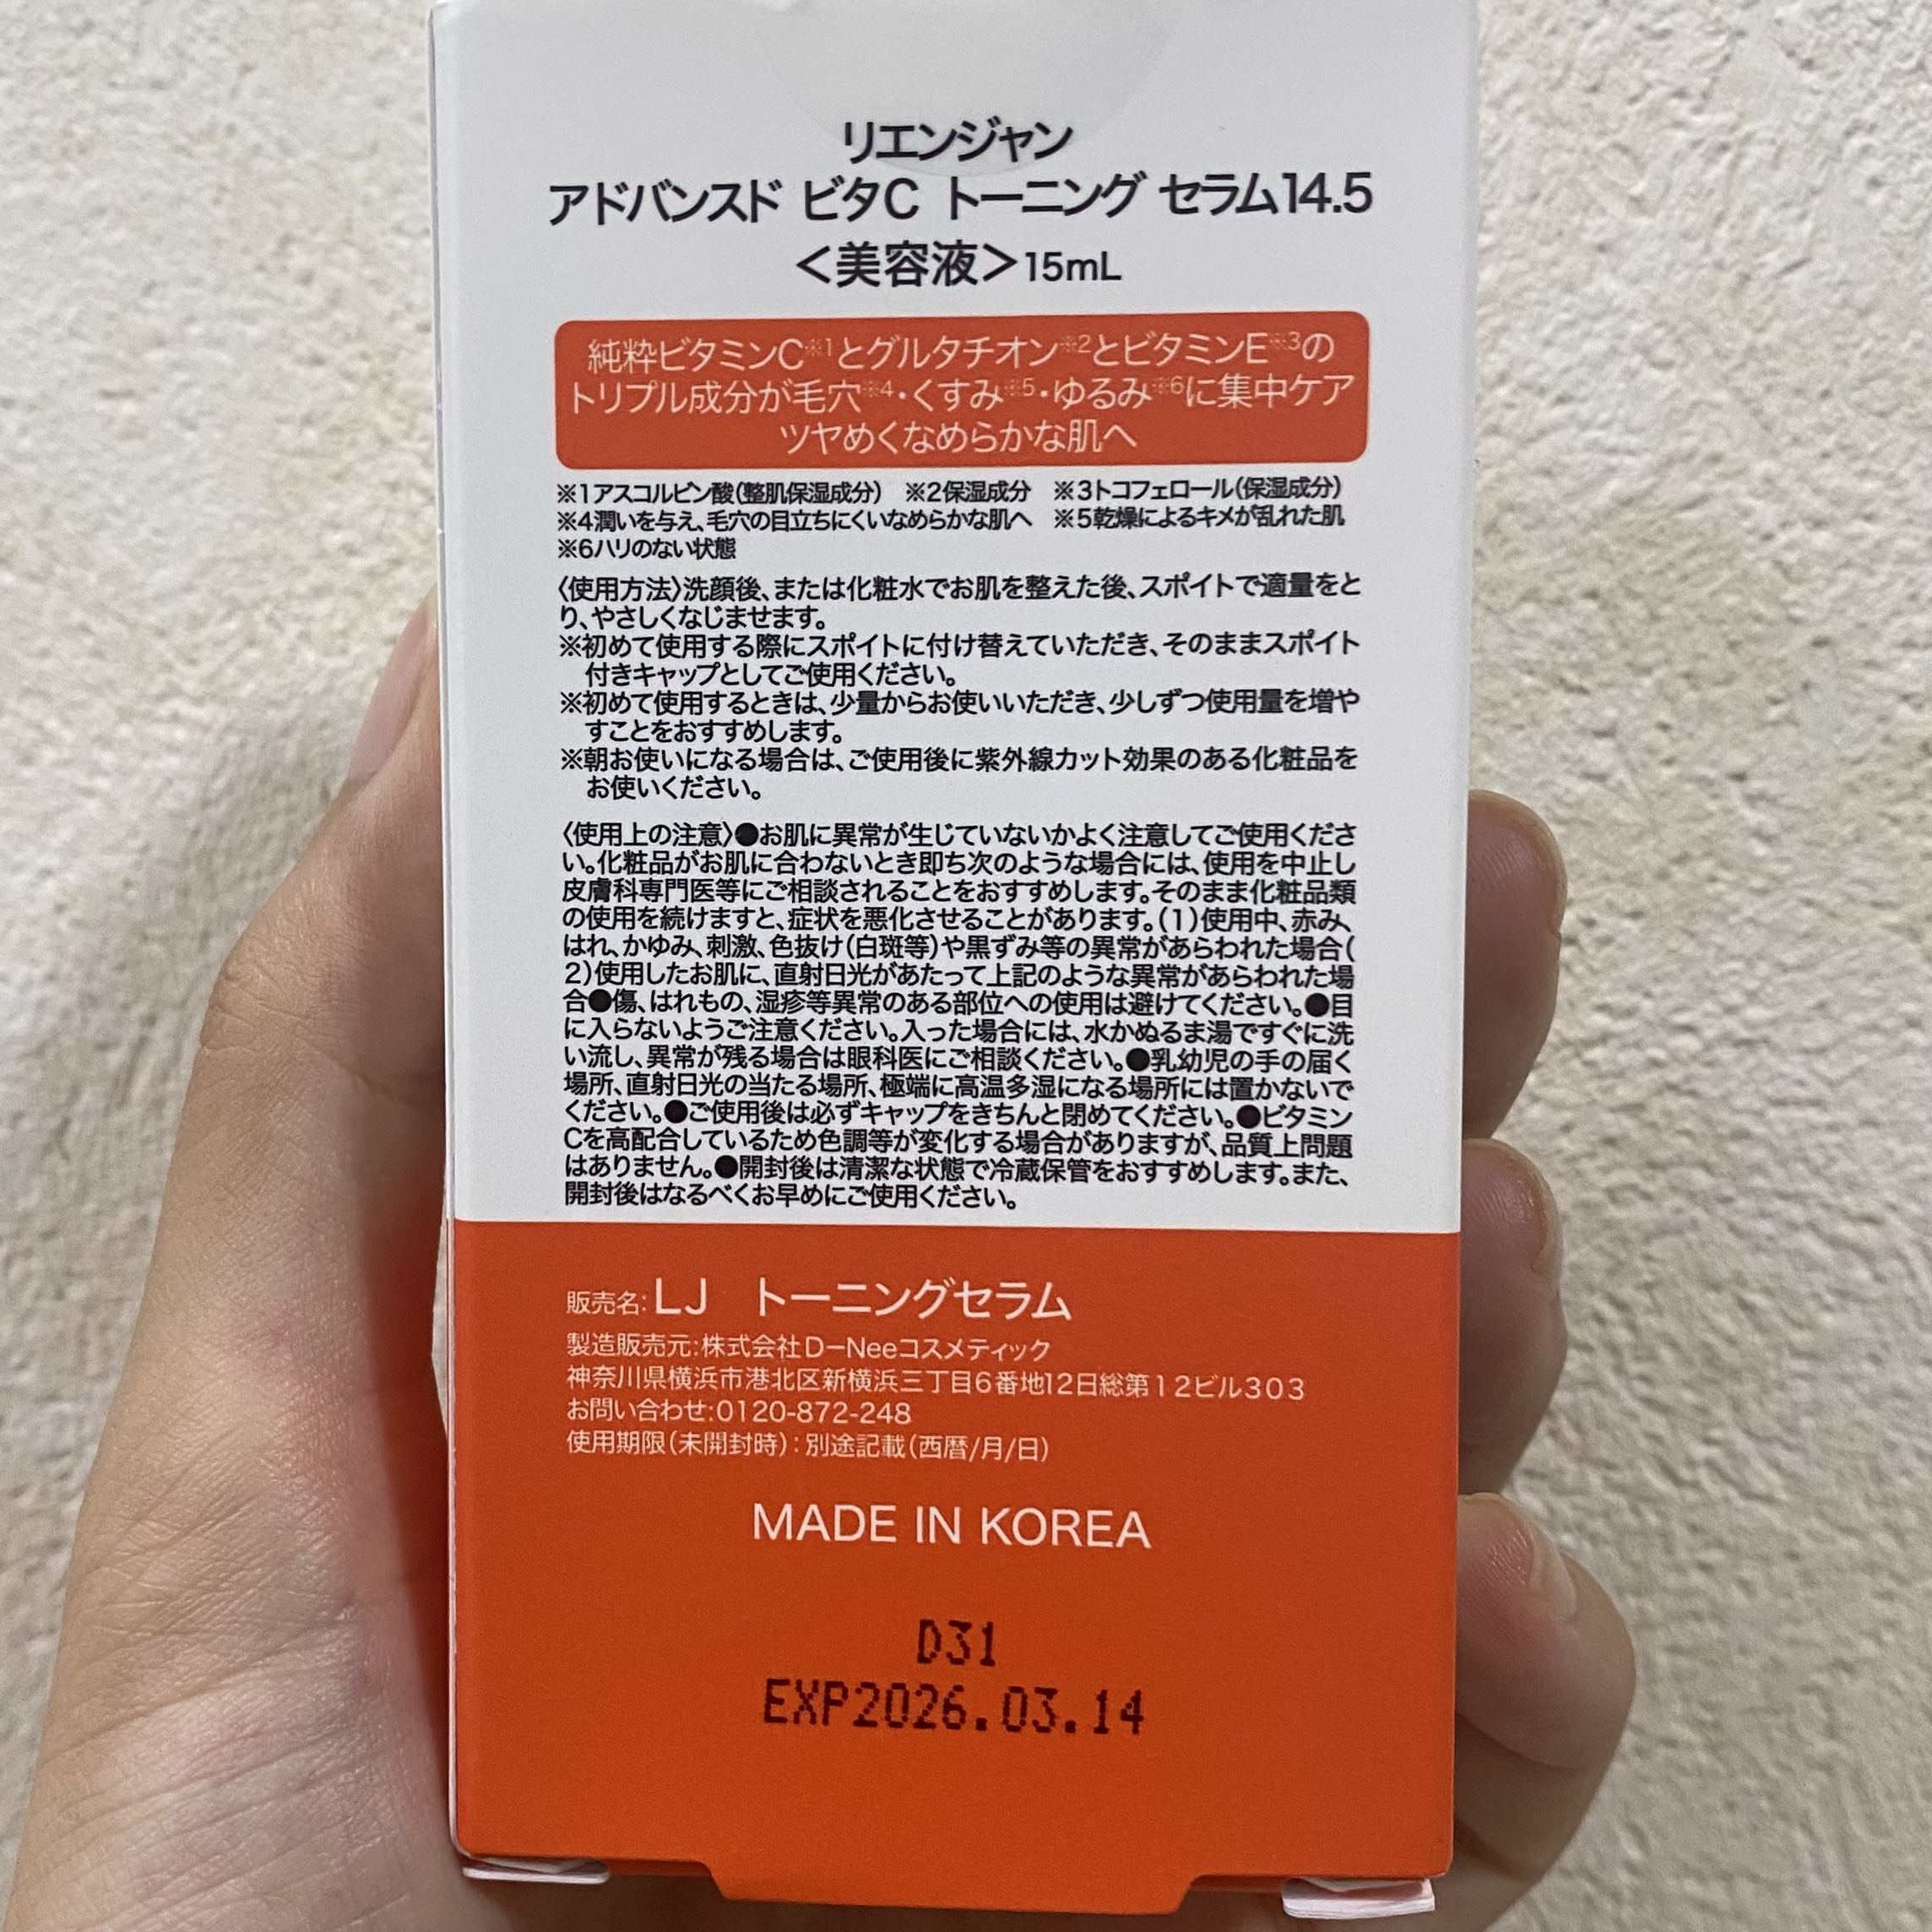 リエンジャン
アドバンスド ビタC トーニング セラム14.5
＜美容液＞15mL
純粋ビタミンC※1とグルタチオン※2とビタミンE※3の
トリプル成分が毛穴※4・くすみ※5・ゆるみ※6に集中ケア
ツヤめくなめらかな肌へ
※1アスコルビン酸(整肌保湿成分)　※2保湿成分　※3トコフェロール(保湿成分)
※4潤いを与え、毛穴の目立ちにくいなめらかな肌へ　※5乾燥によるキメが乱れた肌
※6ハリのない状態
〈使用方法〉洗顔後、または化粧水でお肌を整えた後、スポイトで適量をと
り、やさしくなじませます。
※初めて使用する際にスポイトに付け替えていただき、そのままスポイト
付きキャップとしてご使用ください。
※初めて使用するときは、少量からお使いいただき、少しずつ使用量を増や
すことをおすすめします。
※朝お使いになる場合は、ご使用後に紫外線カット効果のある化粧品を
お使いください。
〈使用上の注意〉●お肌に異常が生じていないかよく注意してご使用くださ
い。化粧品がお肌に合わないとき即ち次のような場合には、使用を中止し
皮膚科専門医等にご相談されることをおすすめします。そのまま化粧品類
の使用を続けますと、症状を悪化させることがあります。(1)使用中、赤み、
はれ、かゆみ、刺激、色抜け(白斑等)や黒ずみ等の異常があらわれた場合(
2)使用したお肌に、直射日光があたって上記のような異常があらわれた場
合●傷、はれもの、湿疹等異常のある部位への使用は避けてください。●目
に入らないようご注意ください。入った場合には、水かぬるま湯ですぐに洗
い流し、異常が残る場合は眼科医にご相談ください。●乳幼児の手の届く
場所、直射日光の当たる場所、極端に高温多湿になる場所には置かないで
ください。●ご使用後は必ずキャップをきちんと閉めてください。●ビタミン
Cを高配合しているため色調等が変化する場合がありますが、品質上問題
はありません。●開封後は清潔な状態で冷蔵保管をおすすめします。また、
開封後はなるべくお早めにご使用ください。
販売名:LJ　トーニングセラム
製造販売元:株式会社D-Neeコスメティック
神奈川県横浜市港北区新横浜三丁目6番地12日総第12ビル303
お問い合わせ:0120-872-248
使用期限(未開封時):別途記載(西暦/月/日)
MADE IN KOREA
D31
EXP2026.03.14